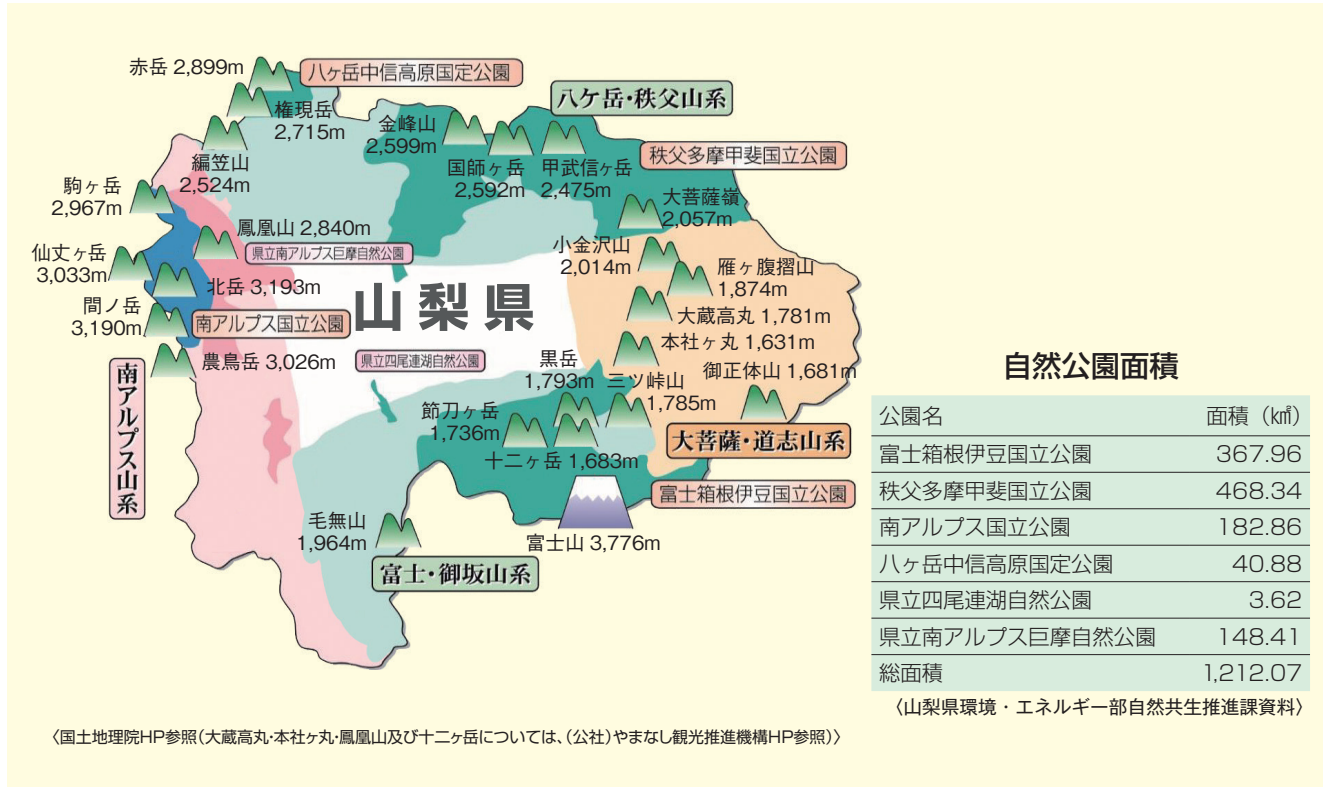 赤岳 2,899m
八ヶ岳中信高原国定公園
八ケ岳・秩父山系
権現岳
2,715m
金峰山
2,599m
編笠山
2,524m
国師ヶ岳
2,592m
甲武信ヶ岳
2,475m
秩父多摩甲斐国立公園
駒ヶ岳
2,967m
大菩薩嶺
2,057m
鳳凰山 2,840m
県立南アルプス巨摩自然公園
仙丈ヶ岳
3,033m
小金沢山
2,014m
雁ヶ腹摺山
1,874m
北岳 3,193m
間ノ岳
3,190m
南アルプス国立公園
山梨県
大蔵高丸 1,781m
本社ヶ丸 1,631m
農鳥岳 3,026m
県立四尾連湖自然公園
黒岳
1,793m
三ツ峠山
1,785m
御正体山 1,681m
南アルプス山系
節刀ヶ岳
1,736m
大菩薩・道志山系
十二ヶ岳 1,683m
富士箱根伊豆国立公園
毛無山
1,964m
富士山 3,776m
富士・御坂山系
自然公園面積
公園名 面積（㎢）
富士箱根伊豆国立公園 367.96
秩父多摩甲斐国立公園 468.34
南アルプス国立公園 182.86
八ヶ岳中信高原国定公園 40.88
県立四尾連湖自然公園 3.62
県立南アルプス巨摩自然公園 148.41
総面積 1,212.07
〈山梨県環境・エネルギー部自然共生推進課資料〉
〈国土地理院HP参照（大蔵高丸・本社ヶ丸・鳳凰山及び十二ヶ岳については、（公社）やまなし観光推進機構HP参照）〉